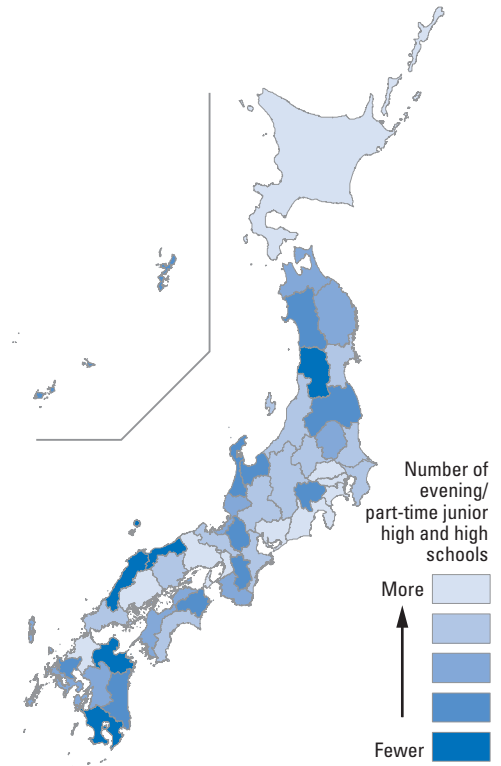 Number of
evening/
part-time junior
high and high
schools
More
Fewer